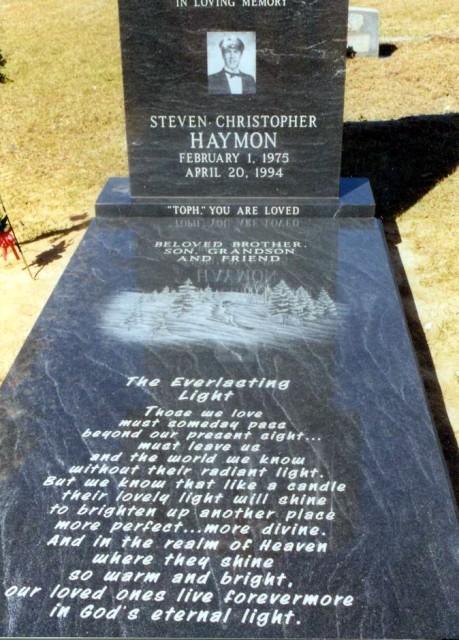 IN LOVING MEMORY
STEVEN CHRISTOPHER
HAYMON
FEBRUARY 1, 1975
APRIL 20, 1994
"TOPH," YOU ARE LOVED
BELOVED BROTHER,
SON, GRANDSON
AND FRIEND
The Everlasting
Light
Those we love
must someday pass
beyond our present sight...
must leave us
and the world we know
without their radiant light.
But we know that like a candle
their lovely light will shine
to brighten up another place
more perfect...more divine.
And in the realm of Heaven
where they shine
so warm and bright,
our loved ones live forevermore
in God's eternal light.